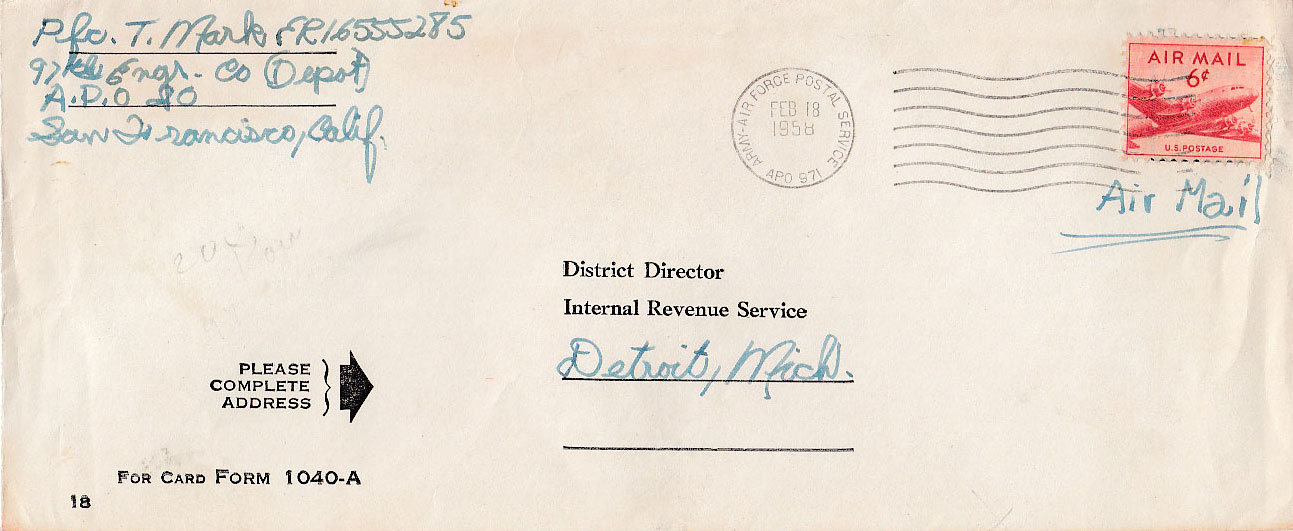 Pfc. T. Mark FR16555285
97th Engr. Co (Depot)
A.P.O
San Francisco, Calif.
ARMY-AIR FORCE POSTAL SERVICE
FEB 18
1958
APO 971
AIR MAIL
6¢
U.S. POSTAGE
Air Mail
District Director
Internal Revenue Service
Detroit, Mich.
PLEASE
COMPLETE
ADDRESS
FOR CARD FORM 1040-A
18